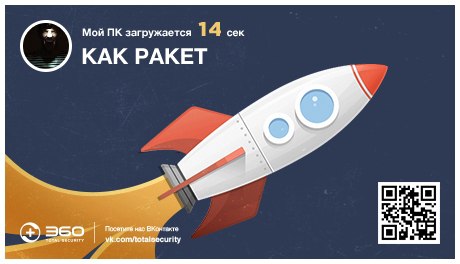 Мой ПК загружается 14 сек
КАК РАКЕТ
360
TOTAL SECURITY
Посетите нас ВКонтакте
vk.com/totalsecurity